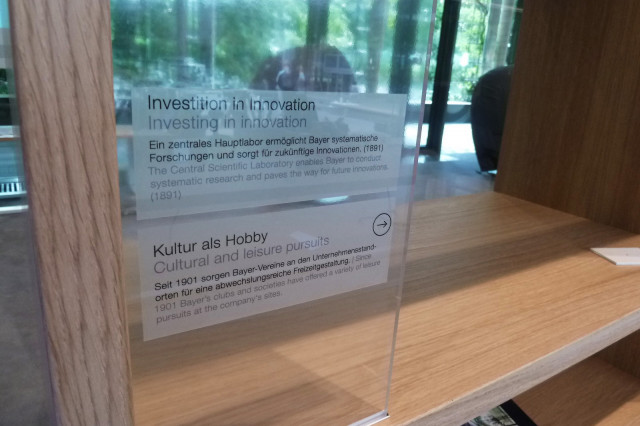 Investition in Innovation
Investing in innovation
Ein zentrales Hauptlabor ermöglicht Bayer systematische
Forschungen und sorgt für zukünftige Innovationen. (1891)
The Central Scientific Laboratory enables Bayer to conduct
systematic research and paves the way for future innovations.
(1891)
Kultur als Hobby
Cultural and leisure pursuits
Seit 1901 sorgen Bayer-Vereine an den Unternehmensstand-
orten für eine abwechslungsreiche Freizeitgestaltung. | Since
1901 Bayer's clubs and societies have offered a variety of leisure
pursuits at the company's sites.